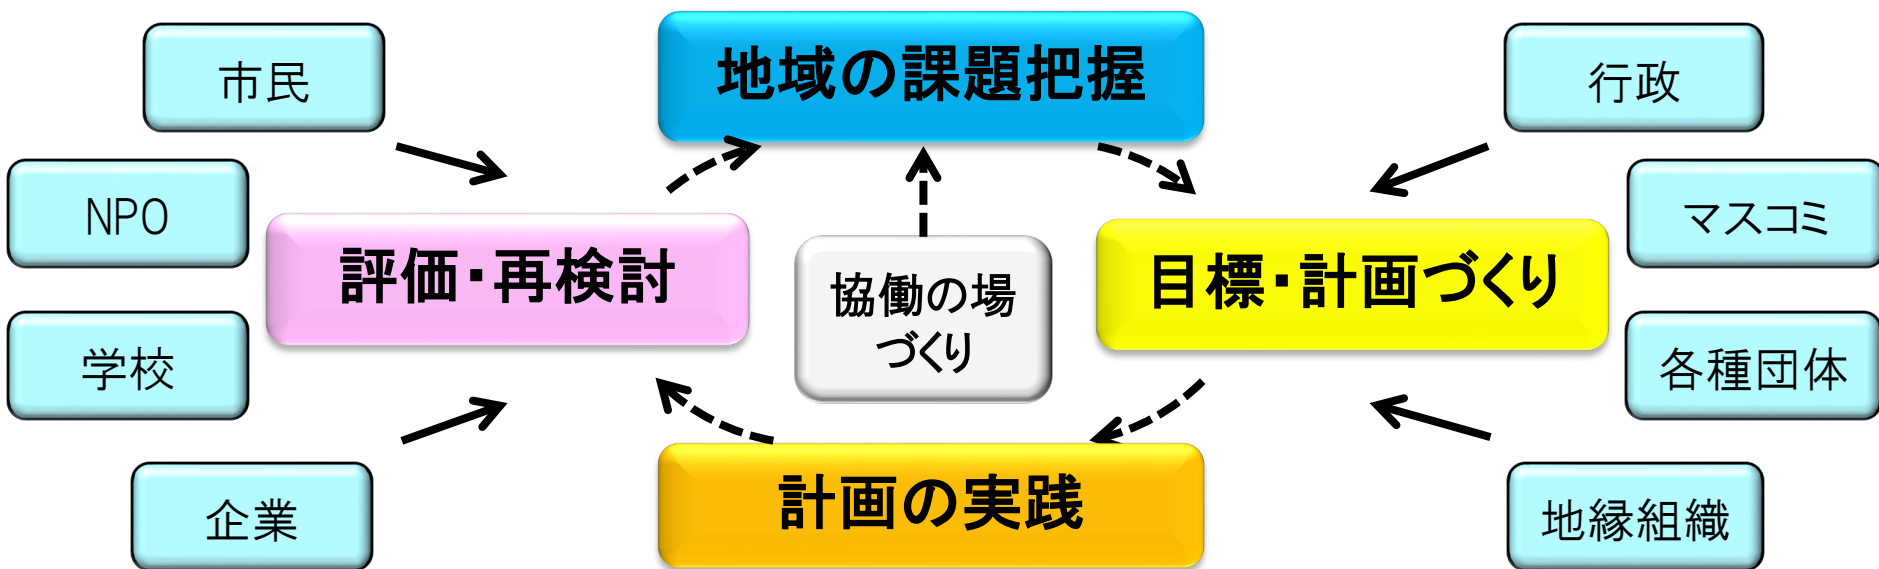 市民
地域の課題把握
行政
NPO
マスコミ
評価・再検討
協働の場
づくり
目標・計画づくり
学校
各種団体
企業
計画の実践
地縁組織